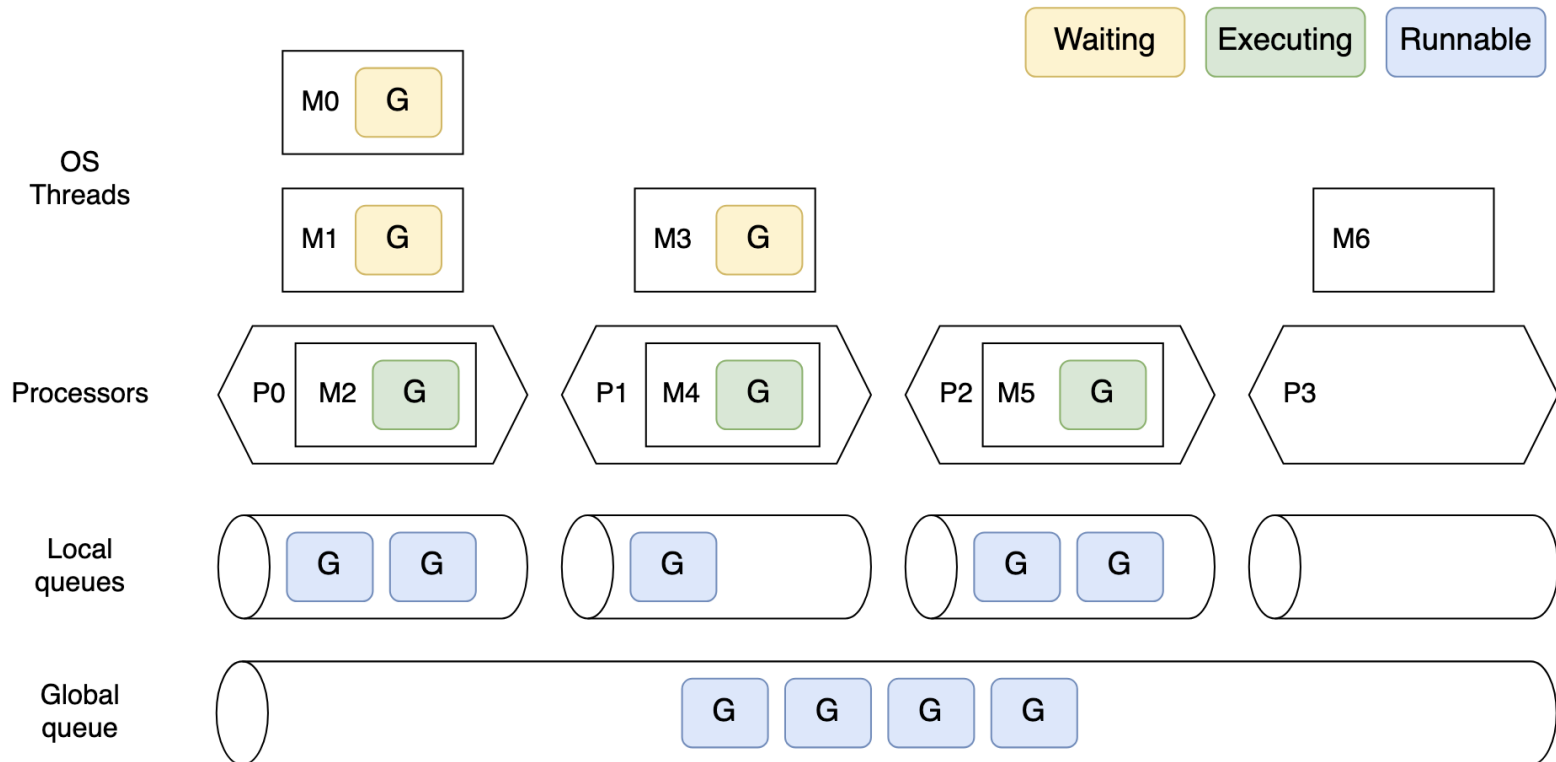 Waiting
Executing
Runnable
M0
G
OS
Threads
M1
G
M3
G
M6
Processors
P0
M2
G
P1
M4
G
P2
M5
G
P3
Local
queues
G
G
G
G
G
Global
queue
G
G
G
G